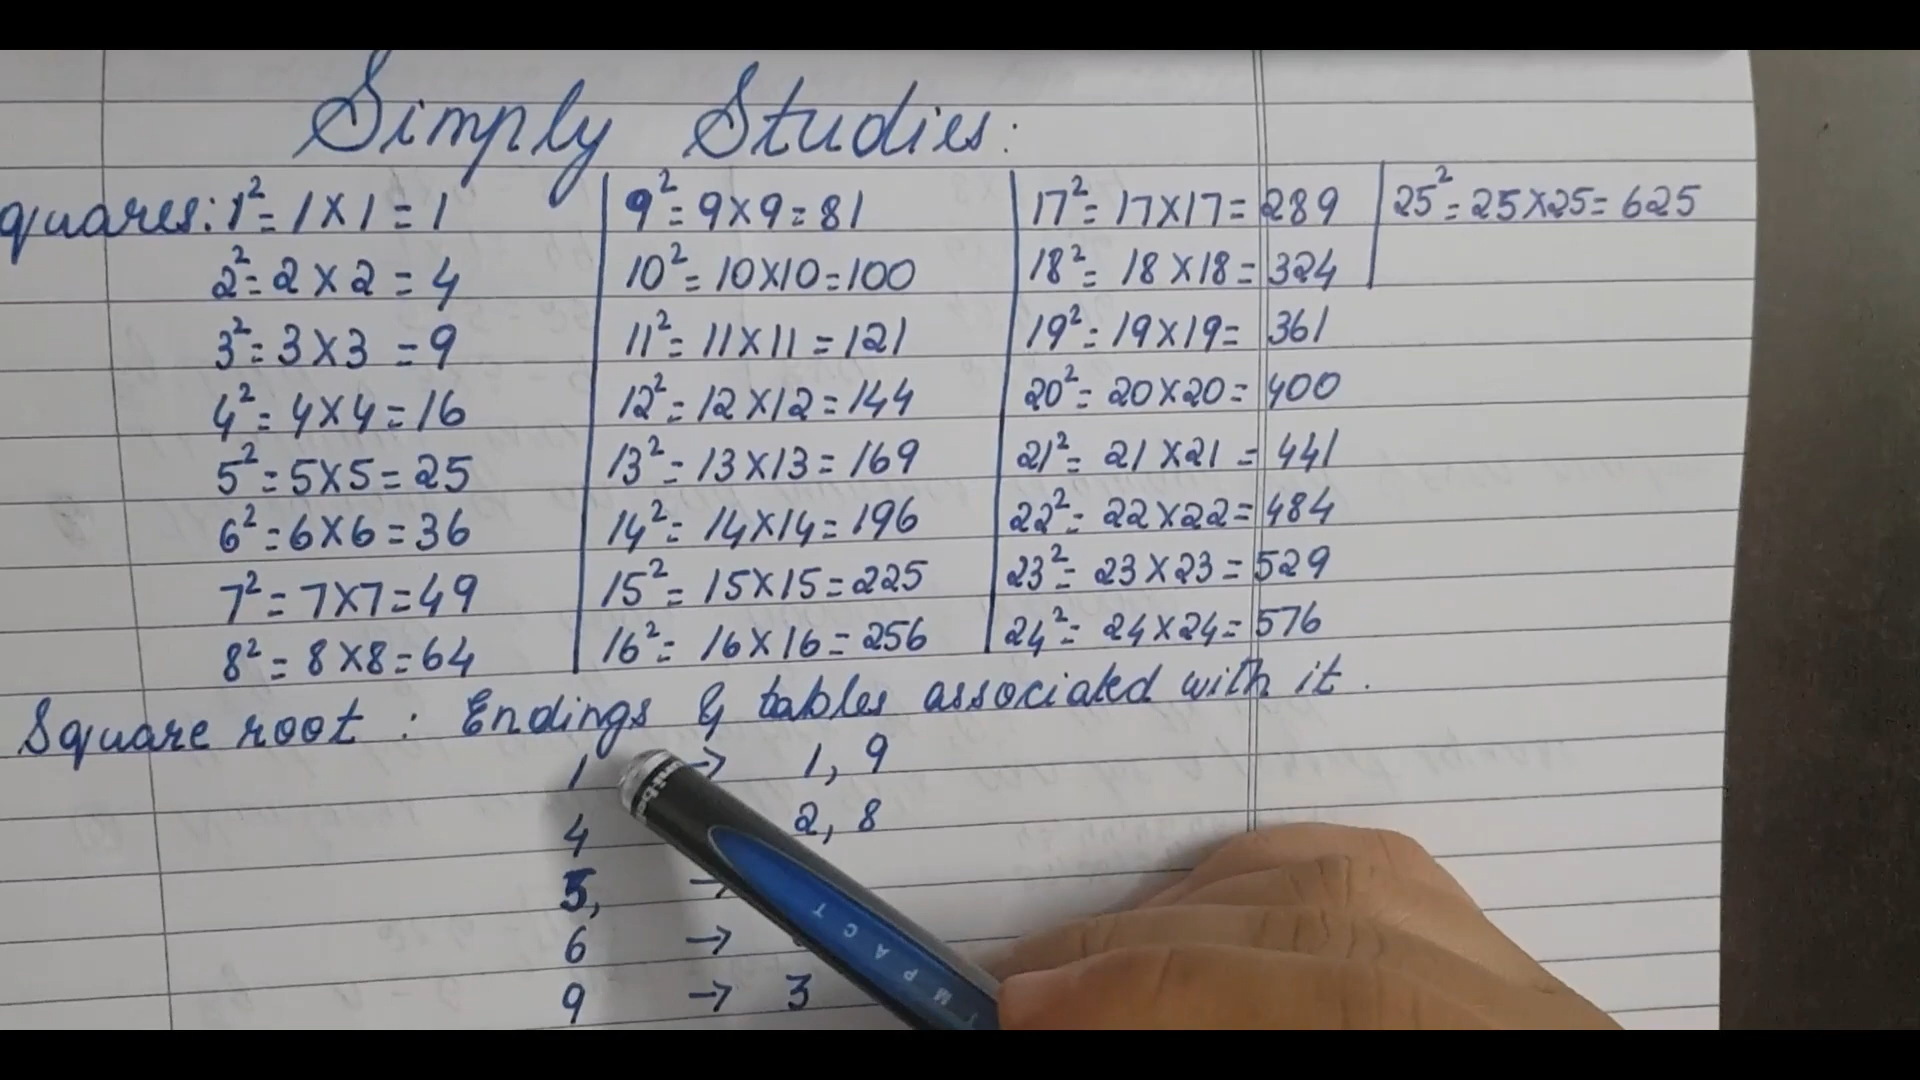 Simply Studies:
quares: 1² = 1 X 1 = 1
2² = 2 X 2 = 4
3² = 3 X 3 = 9
4² = 4 X 4 = 16
5² = 5 X 5 = 25
6² = 6 X 6 = 36
7² = 7 X 7 = 49
8² = 8 X 8 = 64
9² = 9 X 9 = 81
10² = 10 X 10 = 100
11² = 11 X 11 = 121
12² = 12 X 12 = 144
13² = 13 X 13 = 169
14² = 14 X 14 = 196
15² = 15 X 15 = 225
16² = 16 X 16 = 256
17² = 17 X 17 = 289
18² = 18 X 18 = 324
19² = 19 X 19 = 361
20² = 20 X 20 = 400
21² = 21 X 21 = 441
22² = 22 X 22 = 484
23² = 23 X 23 = 529
24² = 24 X 24 = 576
25² = 25 X 25 = 625
Square root : Endings & tables associated with it.
1 → 1, 9
4 2, 8
5, →
6 →
9 → 3
MPACT